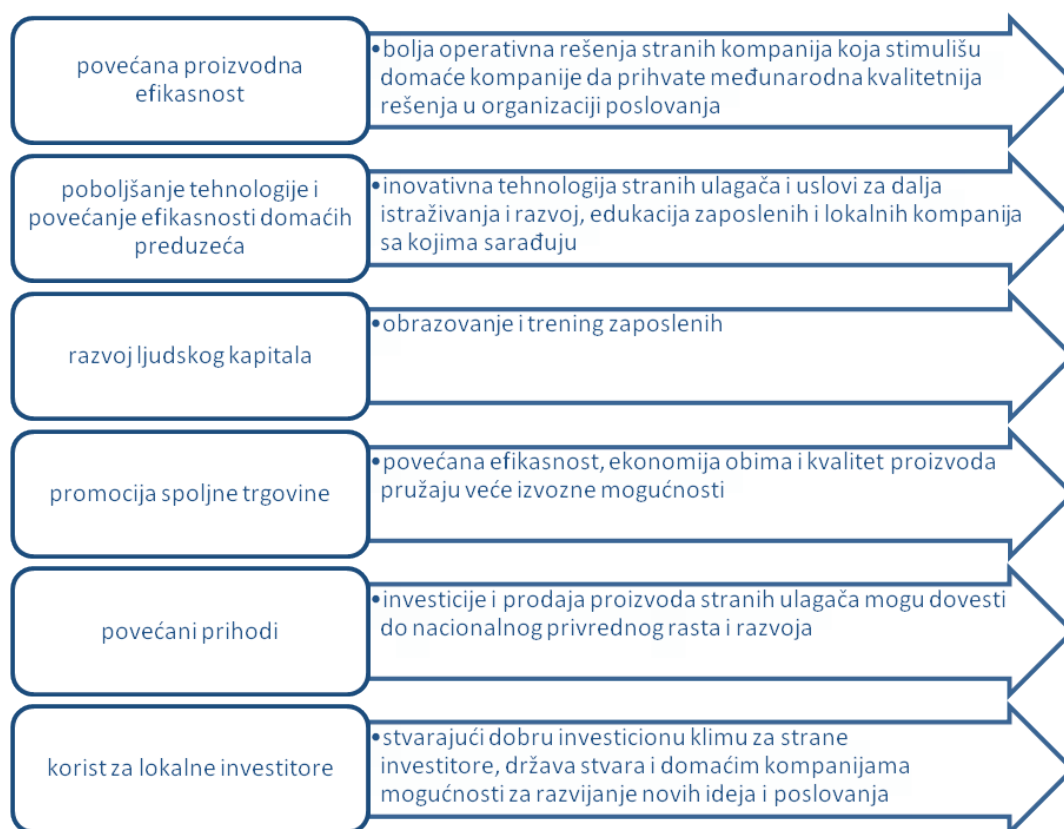 povećana proizvodna
efikasnost
•bolja operativna rešenja stranih kompanija koja stimulišu
domaće kompanije da prihvate međunarodna kvalitetnija
rešenja u organizaciji poslovanja
poboljšanje tehnologije i
povećanje efikasnosti domaćih
preduzeća
•inovativna tehnologija stranih ulagača i uslovi za dalja
istraživanja i razvoj, edukacija zaposlenih i lokalnih kompanija
sa kojima sarađuju
razvoj ljudskog kapitala
•obrazovanje i trening zaposlenih
promocija spoljne trgovine
•povećana efikasnost, ekonomija obima i kvalitet proizvoda
pružaju veće izvozne mogućnosti
povećani prihodi
•investicije i prodaja proizvoda stranih ulagača mogu dovesti
do nacionalnog privrednog rasta i razvoja
korist za lokalne investitore
•stvarajući dobru investicionu klimu za strane
investitore, država stvara i domaćim kompanijama
mogućnosti za razvijanje novih ideja i poslovanja